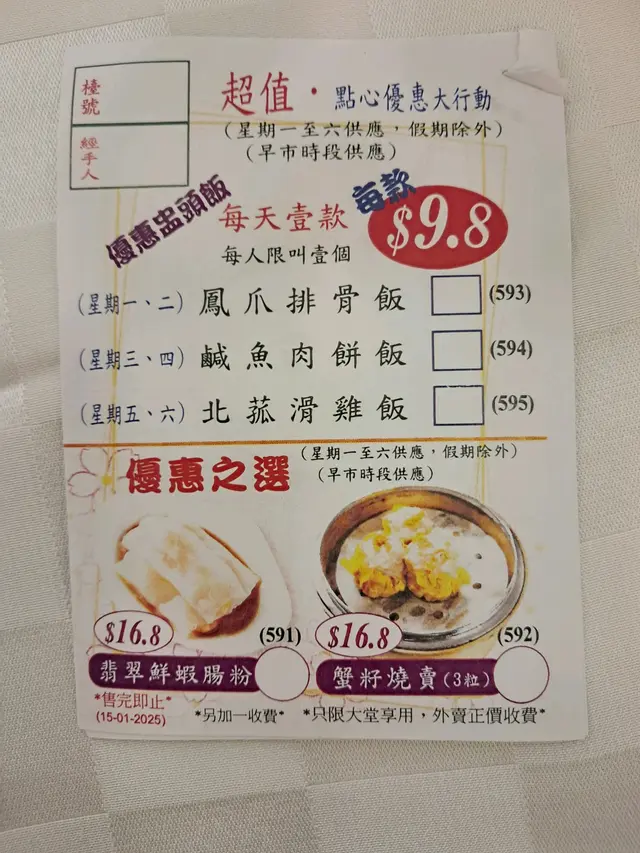 檯號
經手人
超值·點心優惠大行動
(星期一至六供應,假期除外)
(早市時段供應)
優惠盅頭飯
每天壹款
每款
$9.8
每人限叫壹個
(星期一、二) 鳳爪排骨飯 (593)
(星期三、四) 鹹魚肉餅飯 (594)
(星期五、六) 北菰滑雞飯 (595)
優惠之選
(星期一至六供應,假期除外)
(早市時段供應)
$16.8 (591)
翡翠鮮蝦腸粉
$16.8 (592)
蟹籽燒賣(3粒)
*售完即止*
(15-01-2025)
*另加一收費*
*只限大堂享用,外賣正價收費*